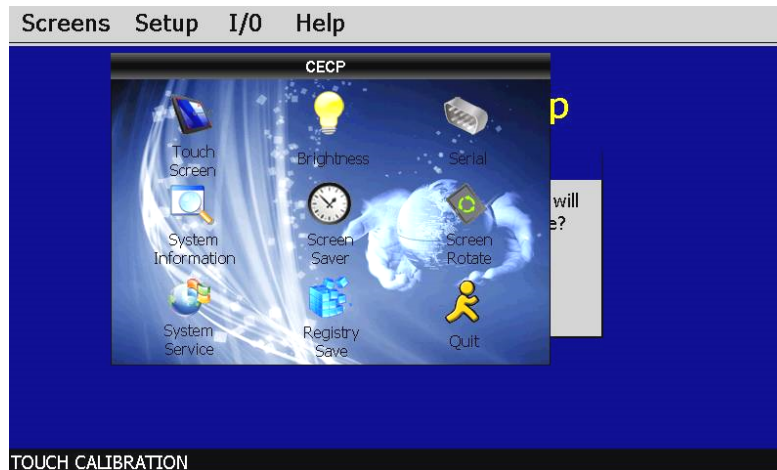 Screens Setup I/O Help
CECP
p
Touch
Screen
Brightness
Serial
will
e?
System
Information
Screen
Saver
Screen
Rotate
System
Service
Registry
Save
Quit
TOUCH CALIBRATION